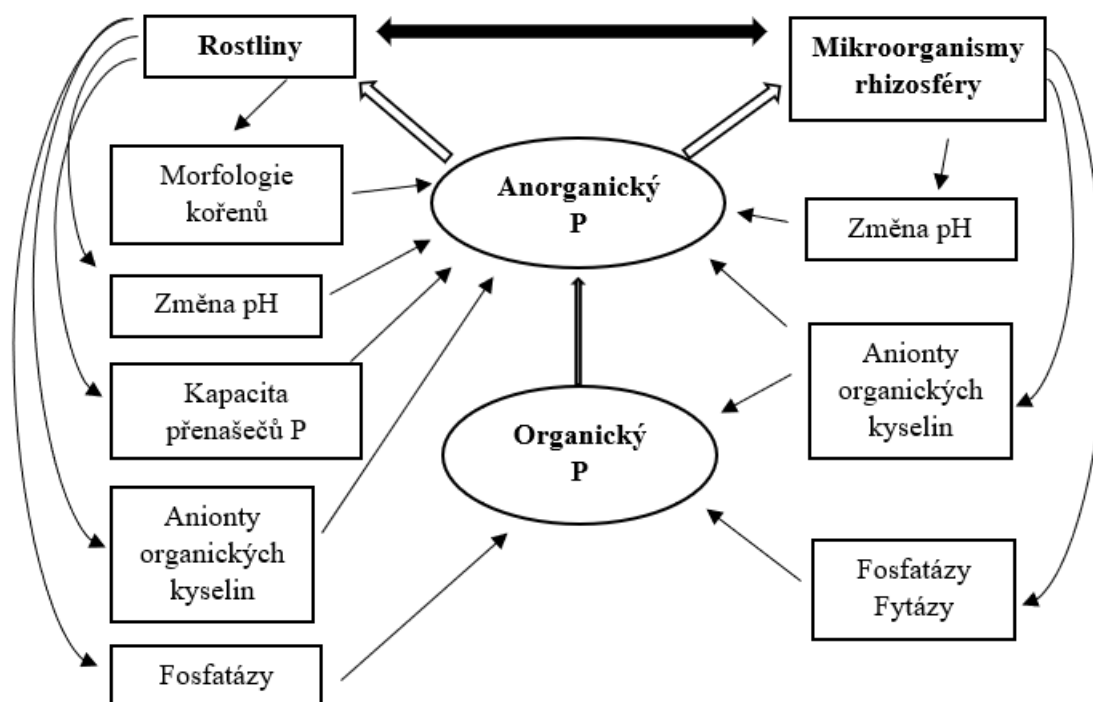 Rostliny
Mikroorganismy
rhizosféry
Morfologie
kořenů
Anorganický
P
Změna pH
Změna pH
Kapacita
přenašečů P
Anionty
organických
kyselin
Organický
P
Anionty
organických
kyselin
Fosfatázy
Fytázy
Fosfatázy